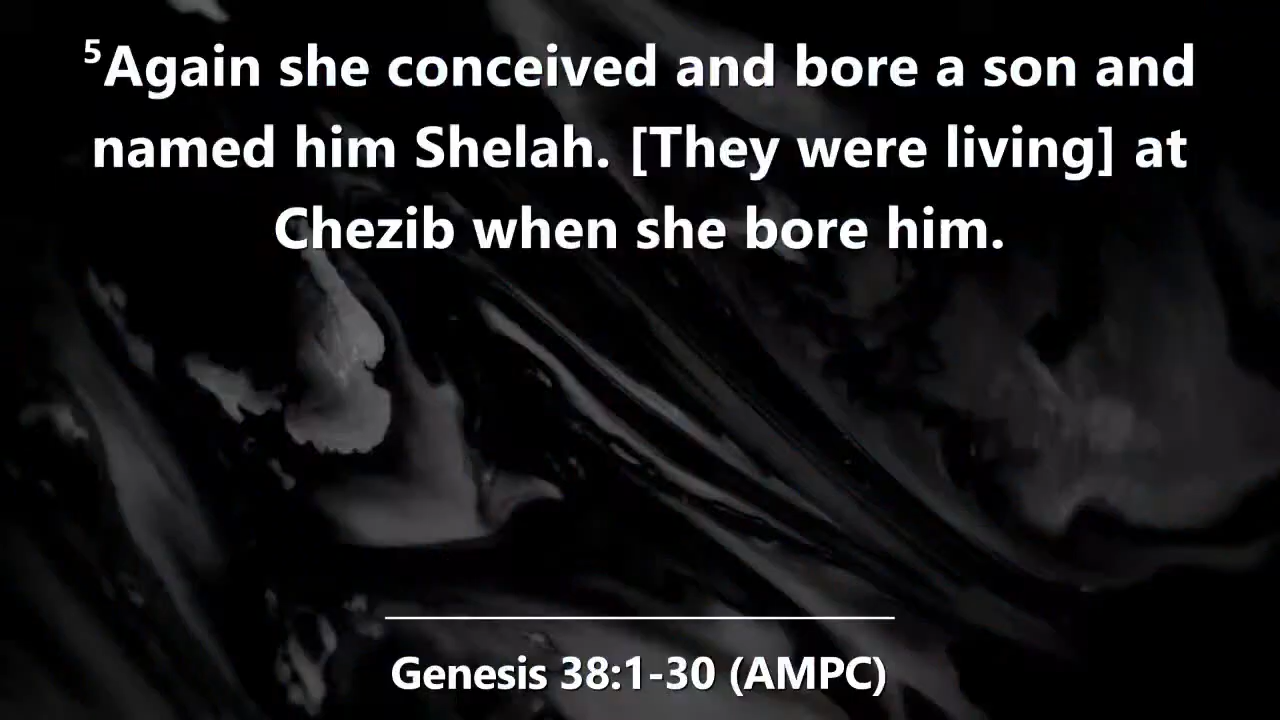 ⁵Again she conceived and bore a son and
named him Shelah. [They were living] at
Chezib when she bore him.
Genesis 38:1-30 (AMPC)